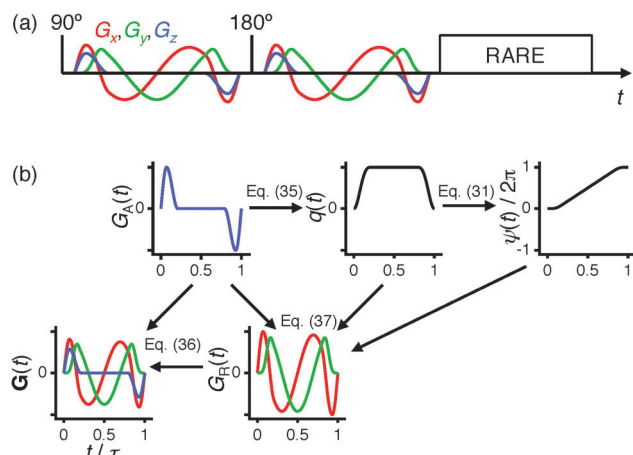 (a)
90º
Gx,Gy,Gz
180º
RARE
t
(b)
GA(t)
0
0 0.5 1
Eq. (35)
q(t)
0
0 0.5 1
Eq. (31)
ψ(t) / 2π
1
0
-1
0 0.5 1
Eq. (37)
Eq. (36)
G(t)
0
0 0.5 1
t / τ
GR(t)
0
0 0.5 1